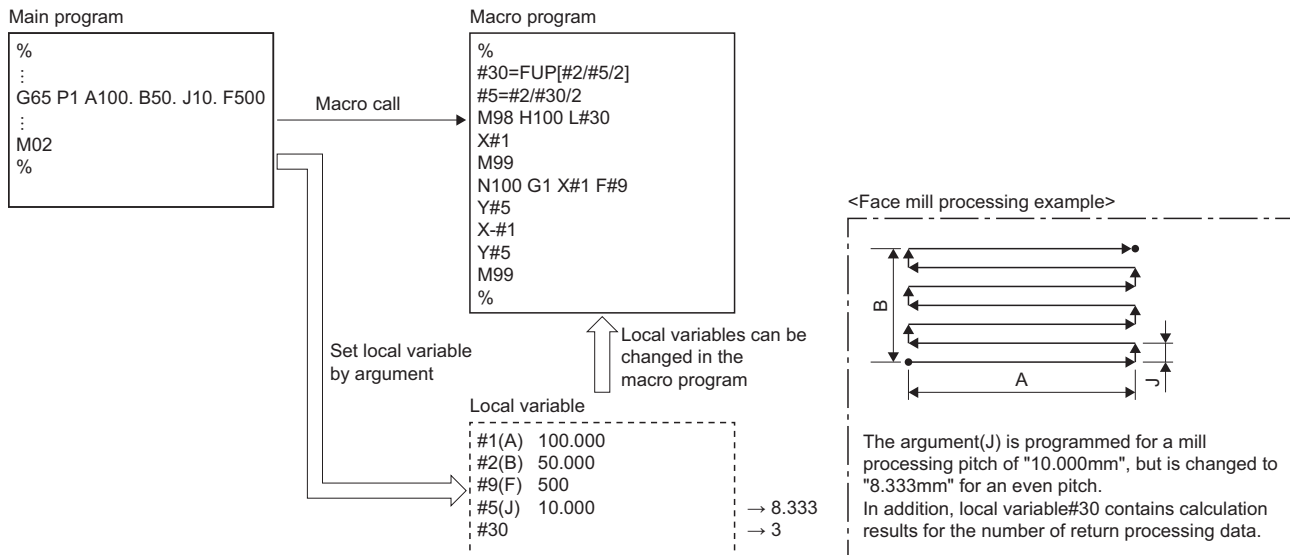 Main program
%
⋮
G65 P1 A100. B50. J10. F500
⋮
M02
%
Macro call
Macro program
%
#30=FUP[#2/#5/2]
#5=#2/#30/2
M98 H100 L#30
X#1
M99
N100 G1 X#1 F#9
Y#5
X-#1
Y#5
M99
%
Set local variable
by argument
Local variables can be
changed in the
macro program
Local variable
#1(A) 100.000
#2(B) 50.000
#9(F) 500
#5(J) 10.000 → 8.333
#30 → 3
<Face mill processing example>
B
A
J
The argument(J) is programmed for a mill
processing pitch of "10.000mm", but is changed to
"8.333mm" for an even pitch.
In addition, local variable#30 contains calculation
results for the number of return processing data.